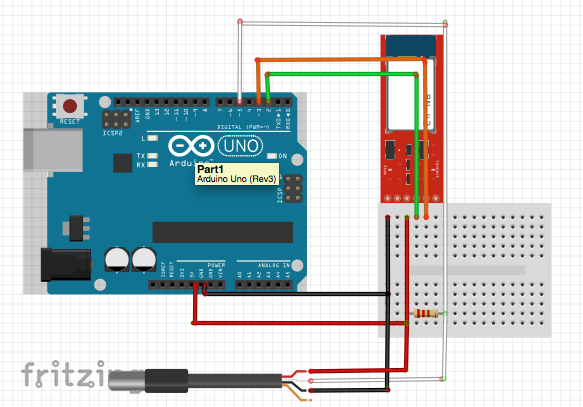 RESET
ICSP2
AREF
GND
13
12
~11
~10
~9
8
7
~6
~5
4
~3
2
TX0▸1
RX0◂0
DIGITAL (PWM=~)
L
TX
RX
UNO
ON
Arduino
Part1
Arduino Uno (Rev3)
ICSP
IOREF
RESET
3V3
5V
GND
GND
VIN
POWER
ANALOG IN
A0
A1
A2
A3
A4
A5
fritzing